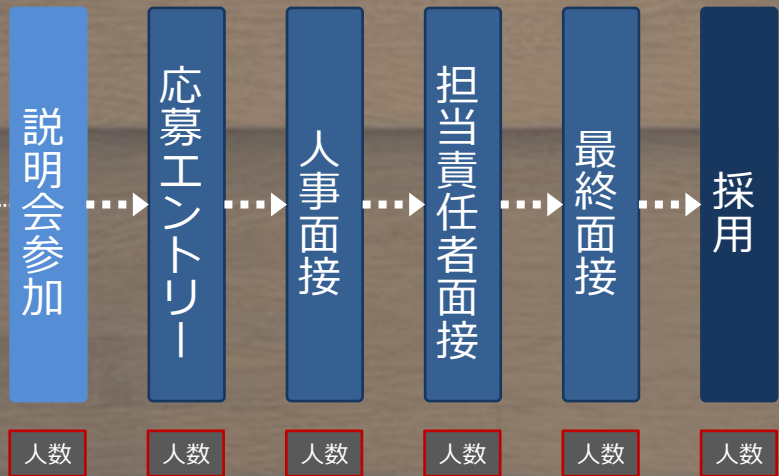 説明会参加
応募エントリー
人事面接
担当責任者面接
最終面接
採用
人数
人数
人数
人数
人数
人数